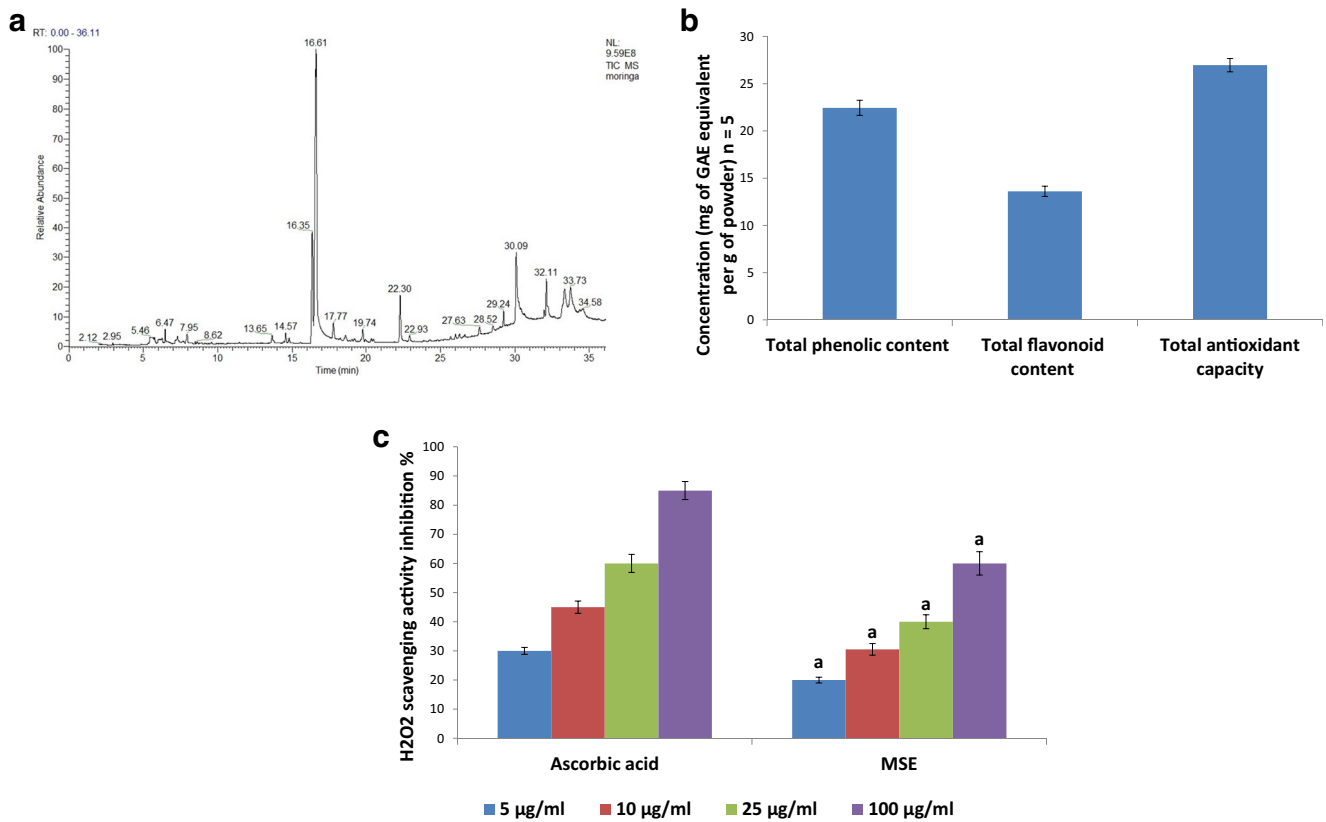 a
RT: 0.00 - 36.11
NL:
9.59E8
TIC MS
moringa
Relative Abundance
100
90
80
70
60
50
40
30
20
10
0
16.61
16.35
30.09
32.11
33.73
34.58
22.30
29.24
28.52
27.63
22.93
19.74
17.77
14.57
13.65
8.62
7.95
6.47
5.46
2.95
2.12
0 5 10 15 20 25 30 35
Time (min)
b
Concentration (mg of GAE equivalent
per g of powder) n = 5
30
25
20
15
10
5
0
Total phenolic content
Total flavonoid
content
Total antioxidant
capacity
c
H2O2 scavenging activity inhibition %
100
90
80
70
60
50
40
30
20
10
0
a
a
a
a
Ascorbic acid
MSE
5 μg/ml 10 μg/ml 25 μg/ml 100 μg/ml